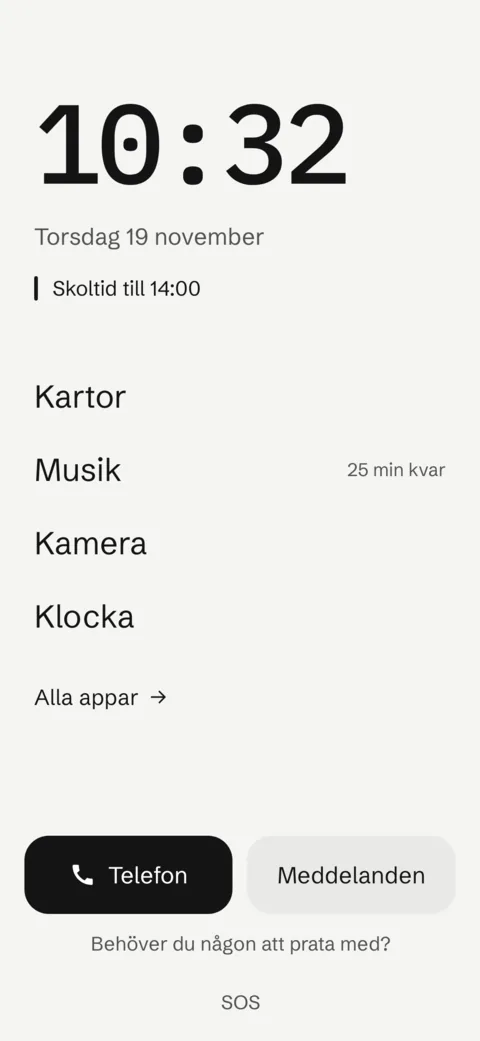 10:32
Torsdag 19 november
Skoltid till 14:00
Kartor
Musik 25 min kvar
Kamera
Klocka
Alla appar →
Telefon Meddelanden
Behöver du någon att prata med?
SOS